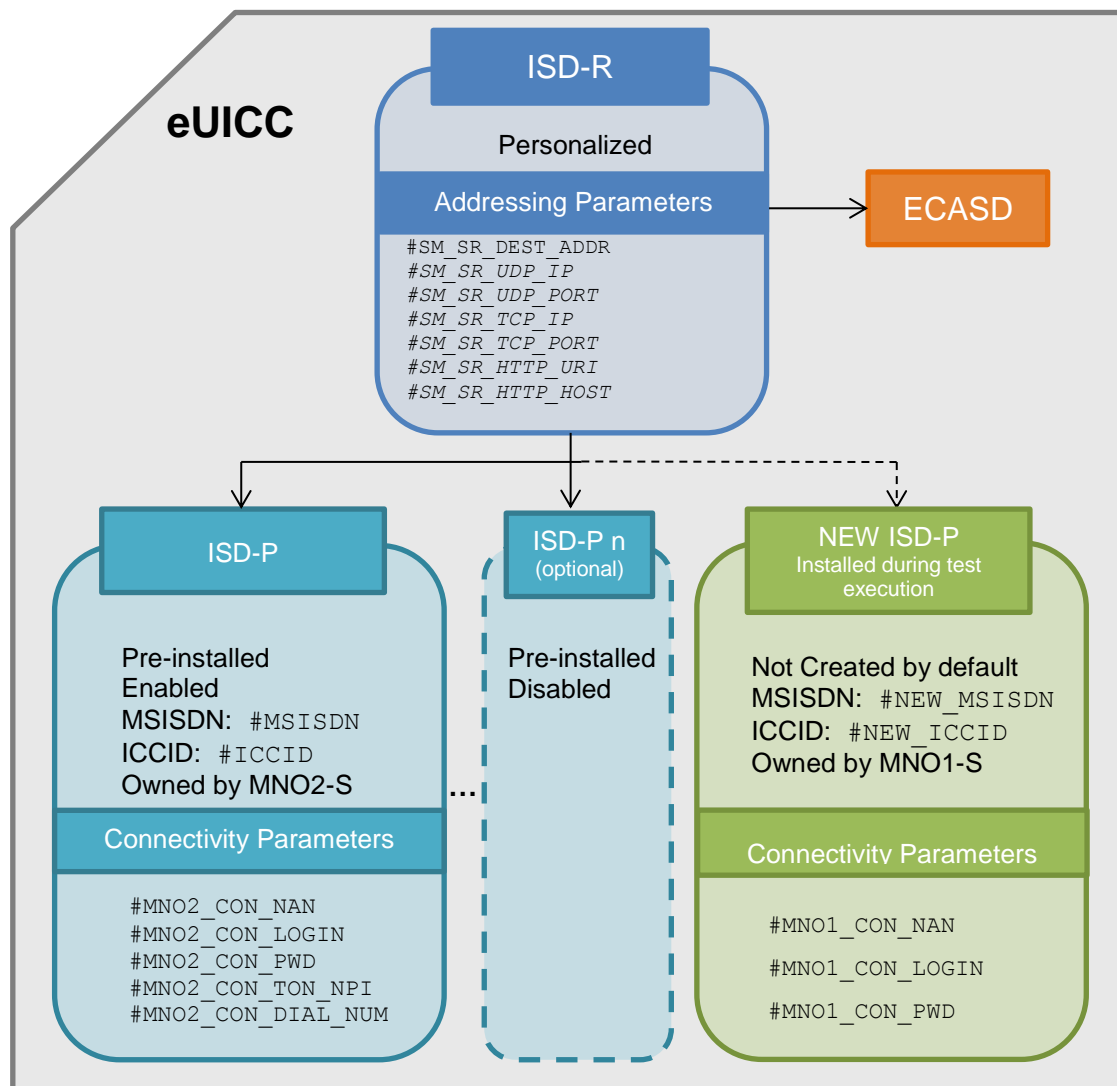 eUICC
ISD-R
Personalized
Addressing Parameters
#SM_SR_DEST_ADDR
#SM_SR_UDP_IP
#SM_SR_UDP_PORT
#SM_SR_TCP_IP
#SM_SR_TCP_PORT
#SM_SR_HTTP_URI
#SM_SR_HTTP_HOST
ECASD
ISD-P
Pre-installed
Enabled
MSISDN: #MSISDN
ICCID: #ICCID
Owned by MNO2-S
Connectivity Parameters
#MNO2_CON_NAN
#MNO2_CON_LOGIN
#MNO2_CON_PWD
#MNO2_CON_TON_NPI
#MNO2_CON_DIAL_NUM
...
ISD-P n
(optional)
Pre-installed
Disabled
NEW ISD-P
Installed during test
execution
Not Created by default
MSISDN: #NEW_MSISDN
ICCID: #NEW_ICCID
Owned by MNO1-S
Connectivity Parameters
#MNO1_CON_NAN
#MNO1_CON_LOGIN
#MNO1_CON_PWD